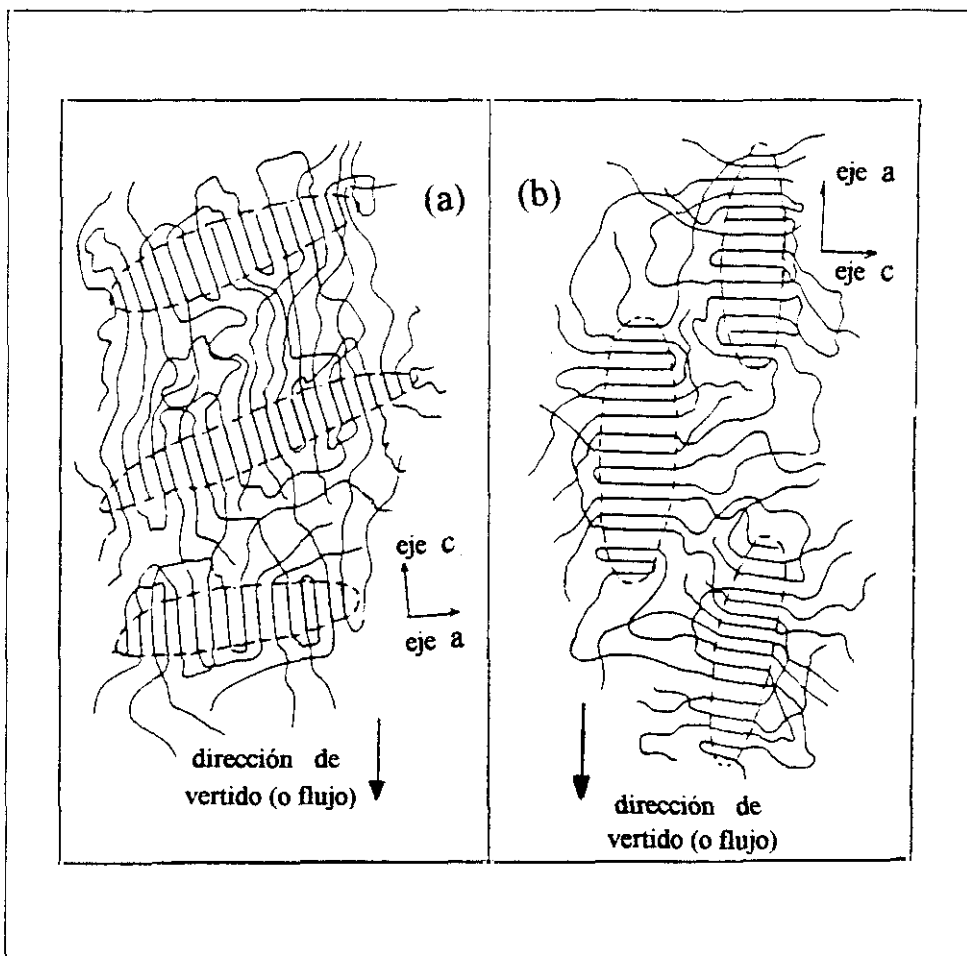 (a)
eje c
eje a
dirección de
vertido (o flujo)
(b)
eje a
eje c
dirección de
vertido (o flujo)